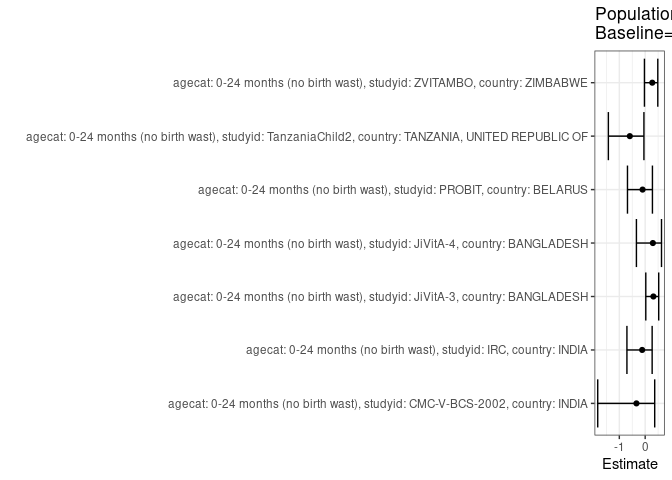 Population
Baseline=
agecat: 0-24 months (no birth wast), studyid: ZVITAMBO, country: ZIMBABWE
agecat: 0-24 months (no birth wast), studyid: TanzaniaChild2, country: TANZANIA, UNITED REPUBLIC OF
agecat: 0-24 months (no birth wast), studyid: PROBIT, country: BELARUS
agecat: 0-24 months (no birth wast), studyid: JiVitA-4, country: BANGLADESH
agecat: 0-24 months (no birth wast), studyid: JiVitA-3, country: BANGLADESH
agecat: 0-24 months (no birth wast), studyid: IRC, country: INDIA
agecat: 0-24 months (no birth wast), studyid: CMC-V-BCS-2002, country: INDIA
-1 0
Estimate